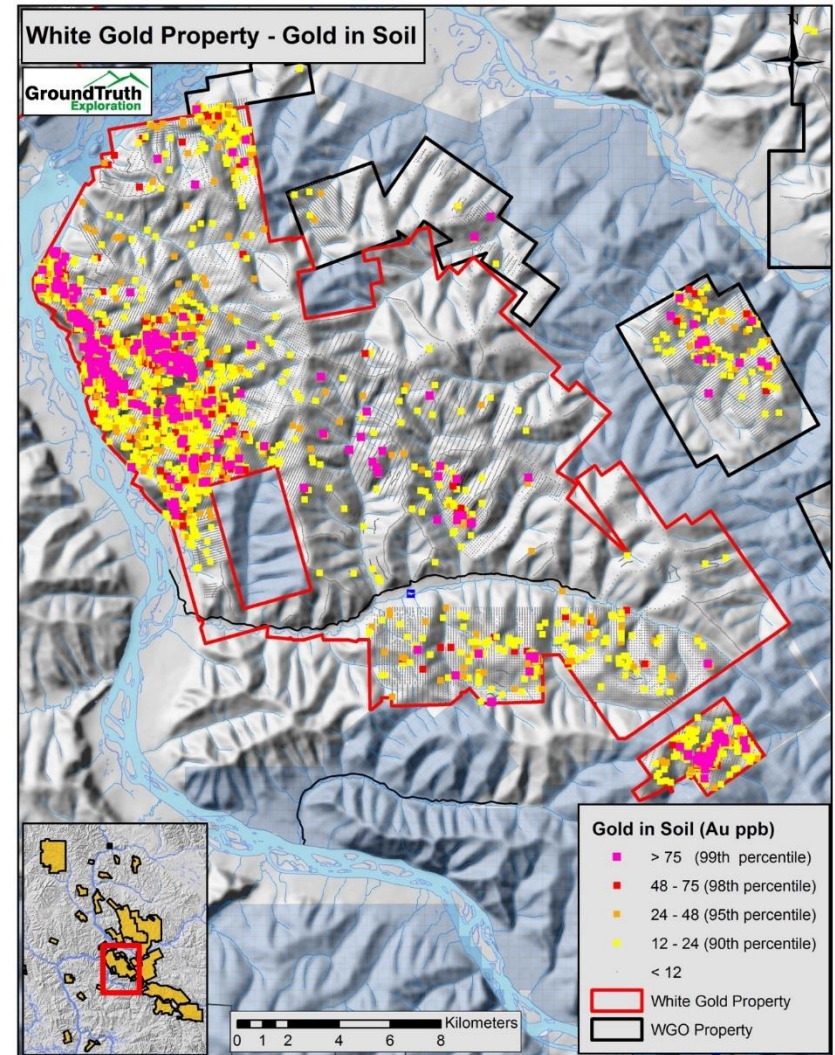 White Gold Property - Gold in Soil
GroundTruth
Exploration
N
Gold in Soil (Au ppb)
> 75 (99th percentile)
48 - 75 (98th percentile)
24 - 48 (95th percentile)
12 - 24 (90th percentile)
< 12
White Gold Property
WGO Property
Kilometers
0 1 2 4 6 8